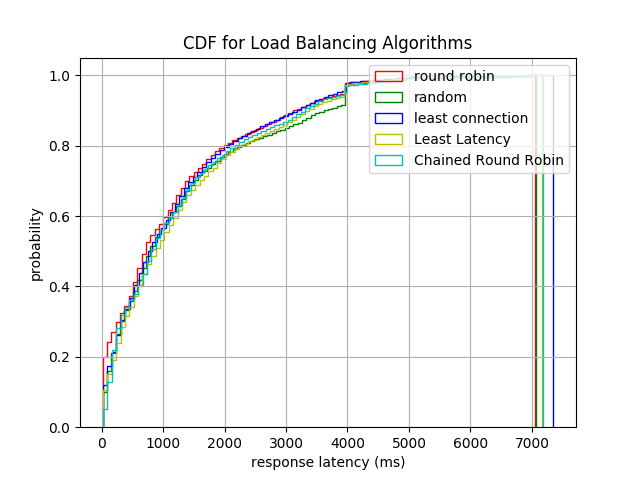 CDF for Load Balancing Algorithms
1.0
0.8
0.6
0.4
0.2
0.0
probability
round robin
random
least connection
Least Latency
Chained Round Robin
0 1000 2000 3000 4000 5000 6000 7000
response latency (ms)